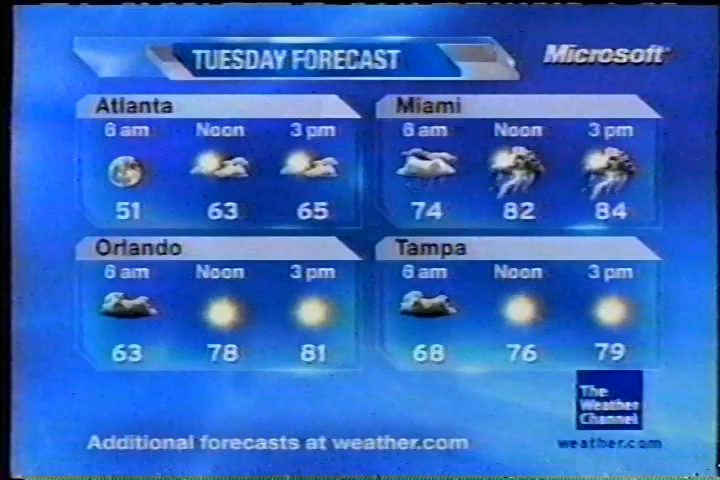 TUESDAY FORECAST
Microsoft®
Atlanta
6 am Noon 3 pm
51 63 65
Miami
6 am Noon 3 pm
74 82 84
Orlando
6 am Noon 3 pm
63 78 81
Tampa
6 am Noon 3 pm
68 76 79
The
Weather
Channel
Additional forecasts at weather.com
weather.com